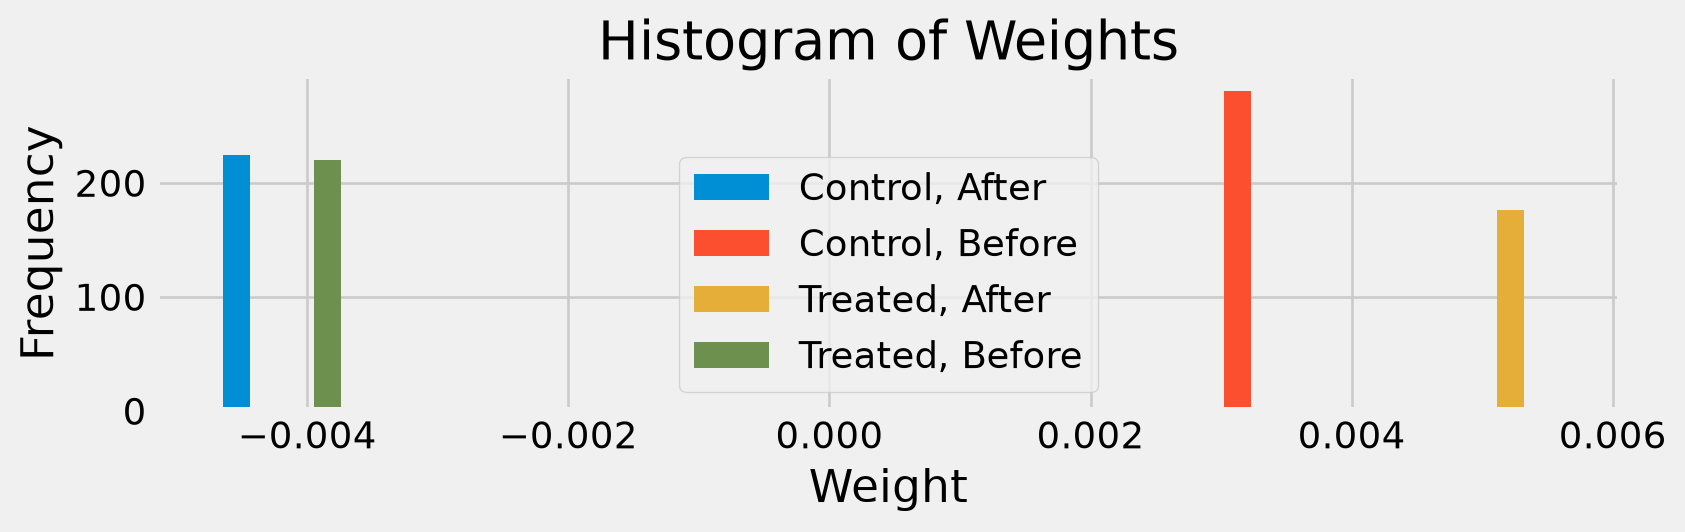 Histogram of Weights
Frequency
200
100
0
Control, After
Control, Before
Treated, After
Treated, Before
−0.004
−0.002
0.000
0.002
0.004
0.006
Weight